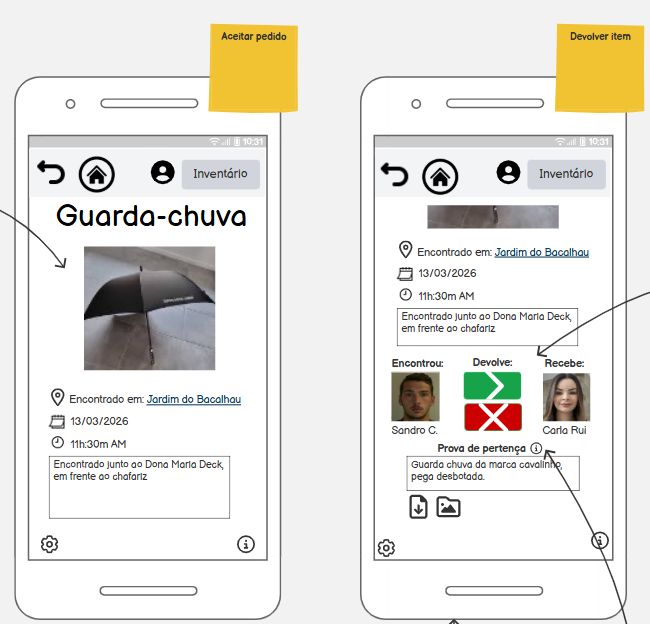 Aceitar pedido
10:31
Inventário
Guarda-chuva
Encontrado em: Jardim do Bacalhau
13/03/2026
11h:30m AM
Encontrado junto ao Dona Maria Deck,
em frente ao chafariz
Devolver item
10:31
Inventário
Encontrado em: Jardim do Bacalhau
13/03/2026
11h:30m AM
Encontrado junto ao Dona Maria Deck,
em frente ao chafariz
Encontrou:
Devolve:
Recebe:
Sandro C.
Carla Rui
Prova de pertença
Guarda chuva da marca cavalinho,
pega desbotada.